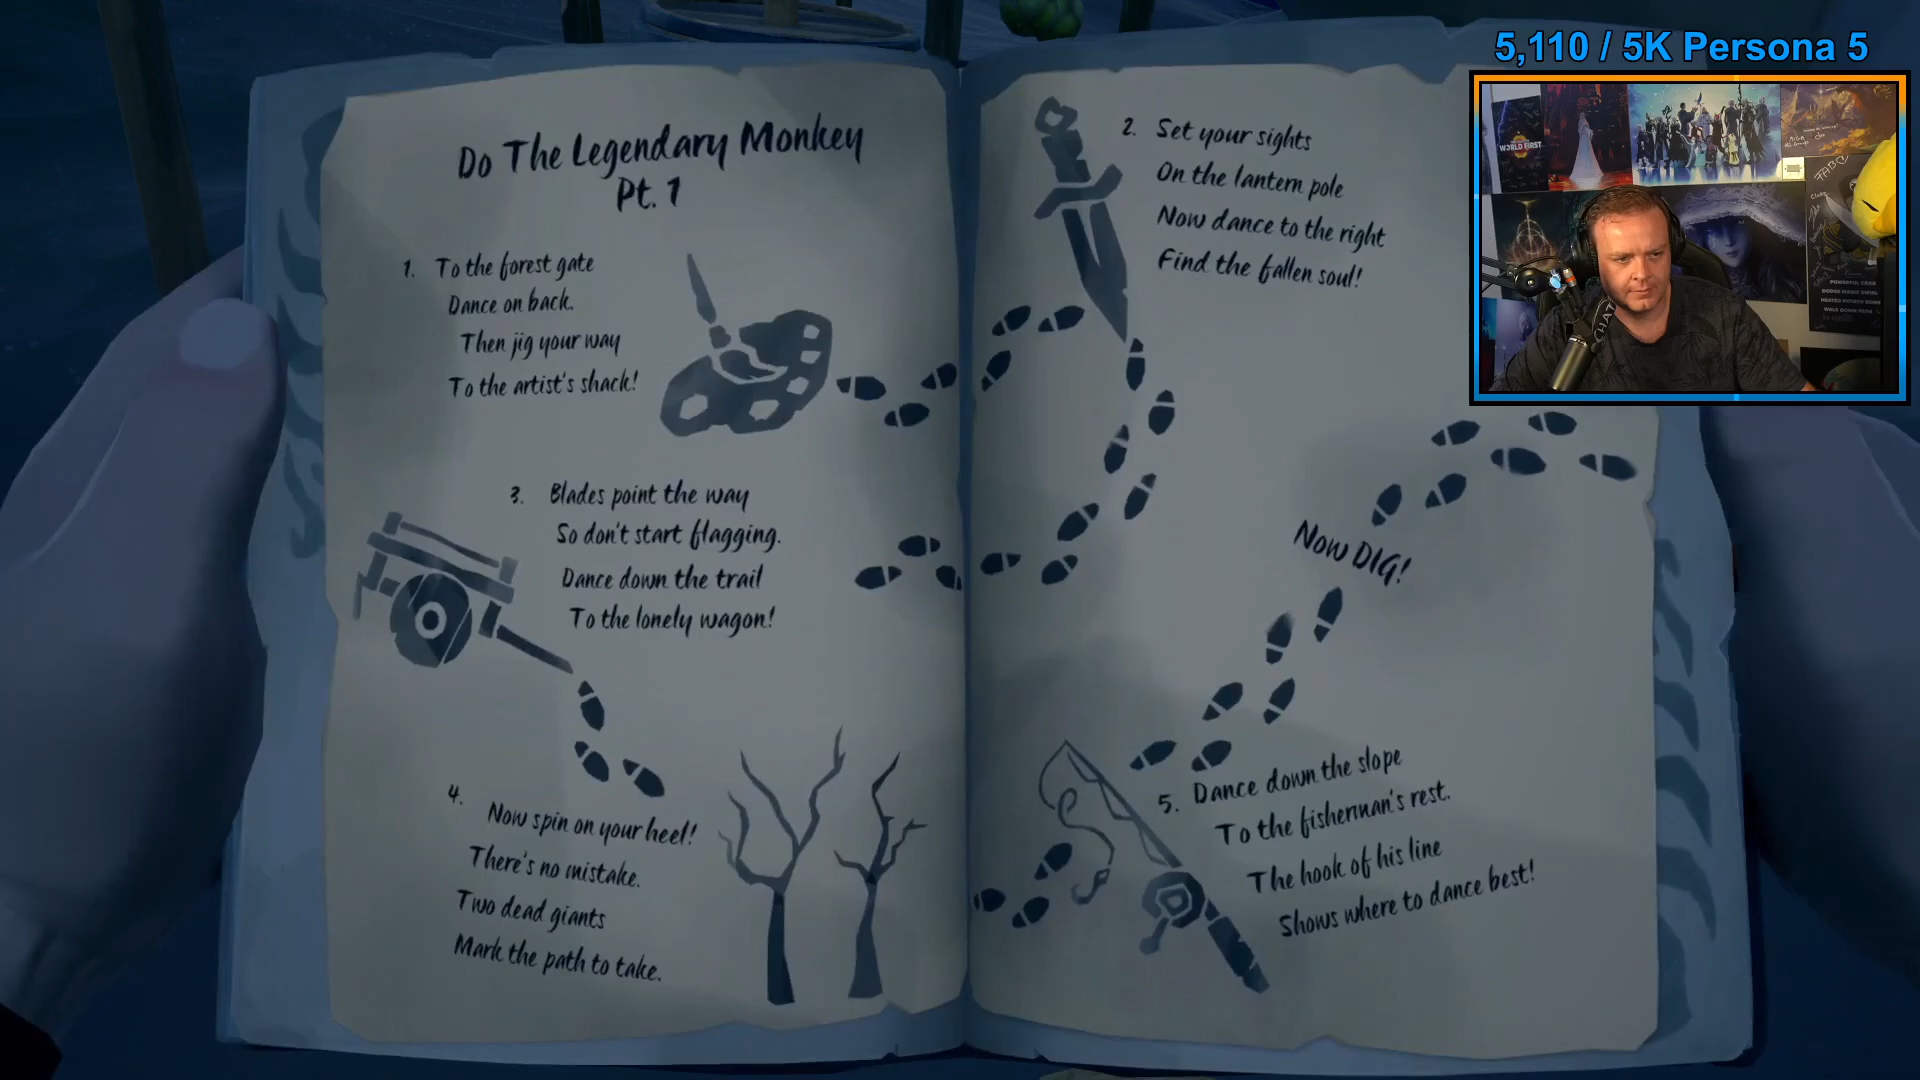 5,110 / 5K Persona 5
Do The Legendary Monkey
Pt. 1
1. To the forest gate
Dance on back.
Then jig your way
To the artist's shack!
2. Set your sights
On the lantern pole
Now dance to the right
Find the fallen soul!
3. Blades point the way
So don't start flagging.
Dance down the trail
To the lonely wagon!
4. Now spin on your heel!
There's no mistake.
Two dead giants
Mark the path to take.
5. Dance down the slope
To the fisherman's rest.
The hook of his line
Shows where to dance best!
Now DIG!
WORLD FIRST
CHAT